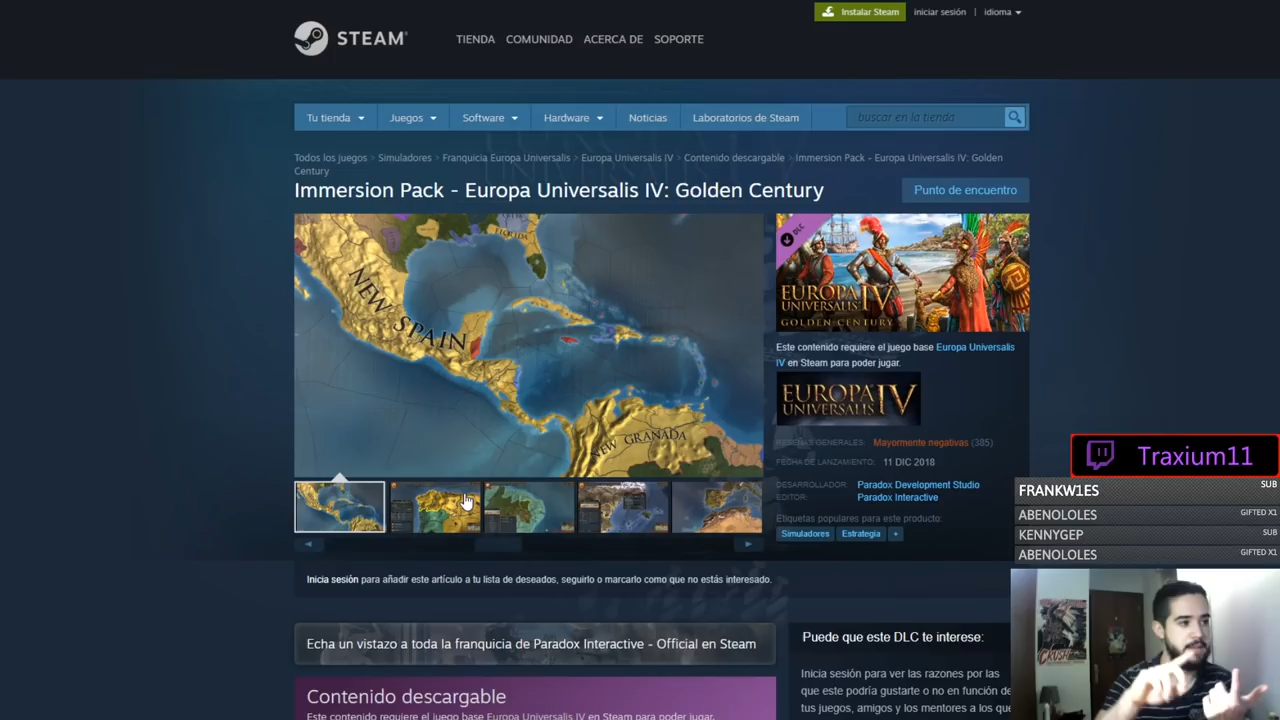 Instalar Steam
iniciar sesión | idioma
STEAM
TIENDA COMUNIDAD ACERCA DE SOPORTE
Tu tienda Juegos Software Hardware Noticias Laboratorios de Steam buscar en la tienda
Todos los juegos > Simuladores > Franquicia Europa Universalis > Europa Universalis IV > Contenido descargable > Immersion Pack - Europa Universalis IV: Golden
Century
Immersion Pack - Europa Universalis IV: Golden Century
Punto de encuentro
FLORIDA
NEW SPAIN
NEW GRANADA
DLC
EUROPA
UNIVERSALIS IV
GOLDEN CENTURY
Este contenido requiere el juego base Europa Universalis
IV en Steam para poder jugar.
EUROPA
UNIVERSALIS IV
RESEÑAS GENERALES: Mayormente negativas (385)
FECHA DE LANZAMIENTO: 11 DIC 2018
DESARROLLADOR: Paradox Development Studio
EDITOR: Paradox Interactive
Etiquetas populares para este producto:
Simuladores Estrategia +
Inicia sesión para añadir este artículo a tu lista de deseados, seguirlo o marcarlo como que no estás interesado.
Echa un vistazo a toda la franquicia de Paradox Interactive - Official en Steam
Contenido descargable
Este contenido requiere el juego base Europa Universalis IV en Steam para poder jugar.
Puede que este DLC te interese:
Inicia sesión para ver las razones por las
que este podría gustarte o no en función de
tus juegos, amigos y los mentores a los que
Traxium11
FRANKW1ES SUB
ABENOLOLES GIFTED X1
KENNYGEP SUB
ABENOLOLES GIFTED X1
CRUSH